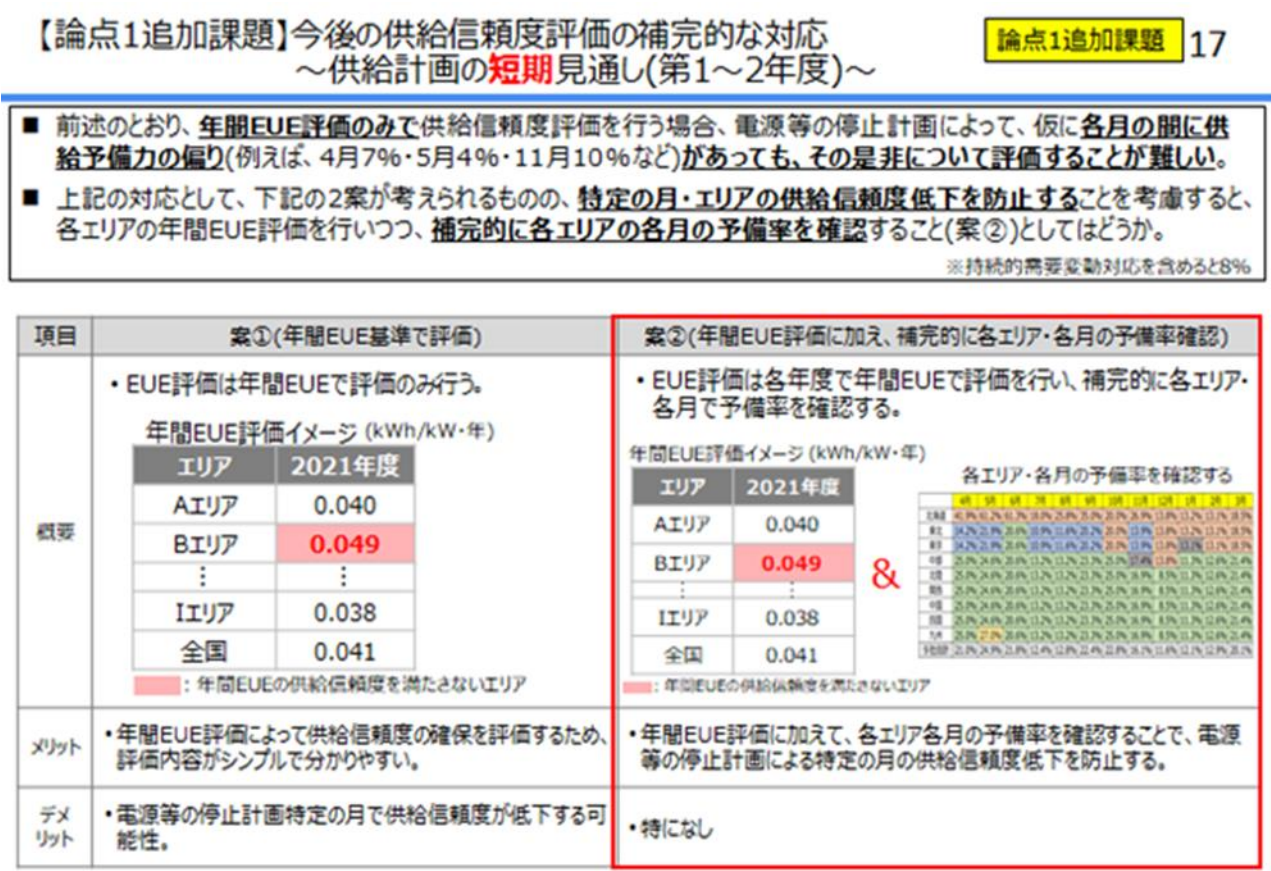 【論点1追加課題】今後の供給信頼度評価の補完的な対応
～供給計画の短期見通し(第1～2年度)～
論点1追加課題 17
■ 前述のとおり、年間EUE評価のみで供給信頼度評価を行う場合、電源等の停止計画によって、仮に各月の間に供
給予備力の偏り(例えば、4月7%・5月4%・11月10%など)があっても、その是非について評価することが難しい。
■ 上記の対応として、下記の2案が考えられるものの、特定の月・エリアの供給信頼度低下を防止することを考慮すると、
各エリアの年間EUE評価を行いつつ、補完的に各エリアの各月の予備率を確認すること(案②)としてはどうか。
※持続的需要変動対応を含めると8%
項目 案①(年間EUE基準で評価) 案②(年間EUE評価に加え、補完的に各エリア・各月の予備率確認)
概要
・EUE評価は年間EUEで評価のみ行う。
年間EUE評価イメージ (kWh/kW・年)
エリア 2021年度
Aエリア 0.040
Bエリア 0.049
⋮ ⋮
Iエリア 0.038
全国 0.041
：年間EUEの供給信頼度を満たさないエリア
・EUE評価は各年度で年間EUEで評価を行い、補完的に各エリア・
各月で予備率を確認する。
年間EUE評価イメージ (kWh/kW・年)
エリア 2021年度
Aエリア 0.040
Bエリア 0.049
⋮ ⋮
Iエリア 0.038
全国 0.041
：年間EUEの供給信頼度を満たさないエリア
&
各エリア・各月の予備率を確認する
4月 5月 6月 7月 8月 9月 10月 11月 12月 1月 2月 3月
メリット
・年間EUE評価によって供給信頼度の確保を評価するため、
評価内容がシンプルで分かりやすい。
・年間EUE評価に加えて、各エリア各月の予備率を確認することで、電源
等の停止計画による特定の月の供給信頼度低下を防止する。
デメ
リット
・電源等の停止計画特定の月で供給信頼度が低下する可
能性。
・特になし